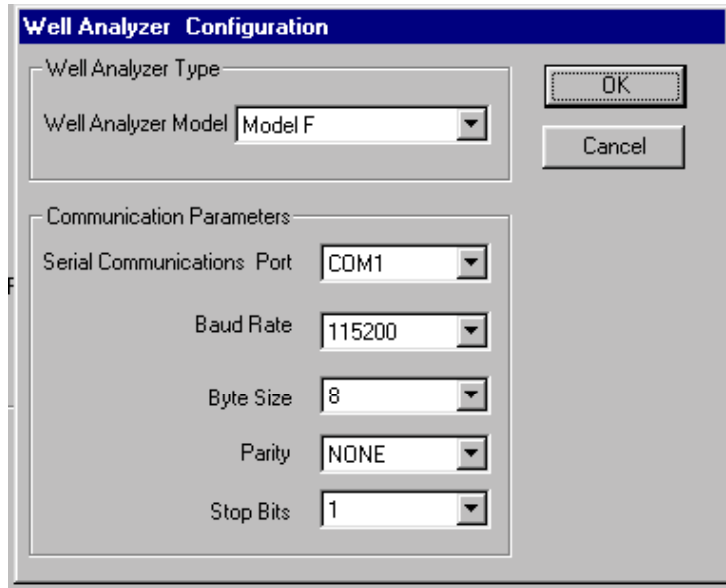 Well Analyzer  Configuration
Well Analyzer Type
Well Analyzer Model Model F
OK
Cancel
Communication Parameters
Serial Communications  Port COM1
Baud Rate 115200
Byte Size 8
Parity NONE
Stop Bits 1